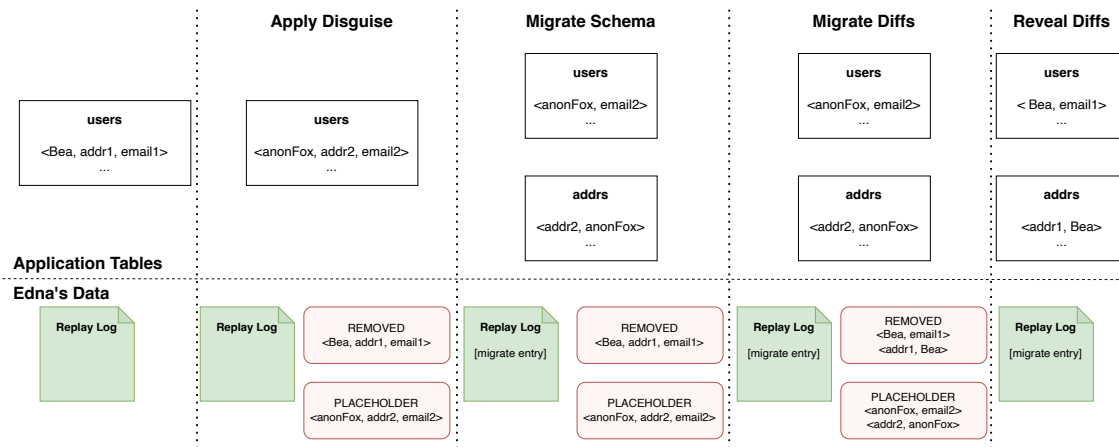 Apply Disguise
Migrate Schema
Migrate Diffs
Reveal Diffs
users
<Bea, addr1, email1>
...
users
<anonFox, addr2, email2>
...
users
<anonFox, email2>
...
addrs
<addr2, anonFox>
...
users
<anonFox, email2>
...
addrs
<addr2, anonFox>
...
users
< Bea, email1>
...
addrs
<addr1, Bea>
...
Application Tables
Edna's Data
Replay Log
Replay Log
REMOVED
<Bea, addr1, email1>
PLACEHOLDER
<anonFox, addr2, email2>
Replay Log
[migrate entry]
REMOVED
<Bea, addr1, email1>
PLACEHOLDER
<anonFox, addr2, email2>
Replay Log
[migrate entry]
REMOVED
<Bea, email1>
<addr1, Bea>
PLACEHOLDER
<anonFox, email2>
<addr2, anonFox>
Replay Log
[migrate entry]